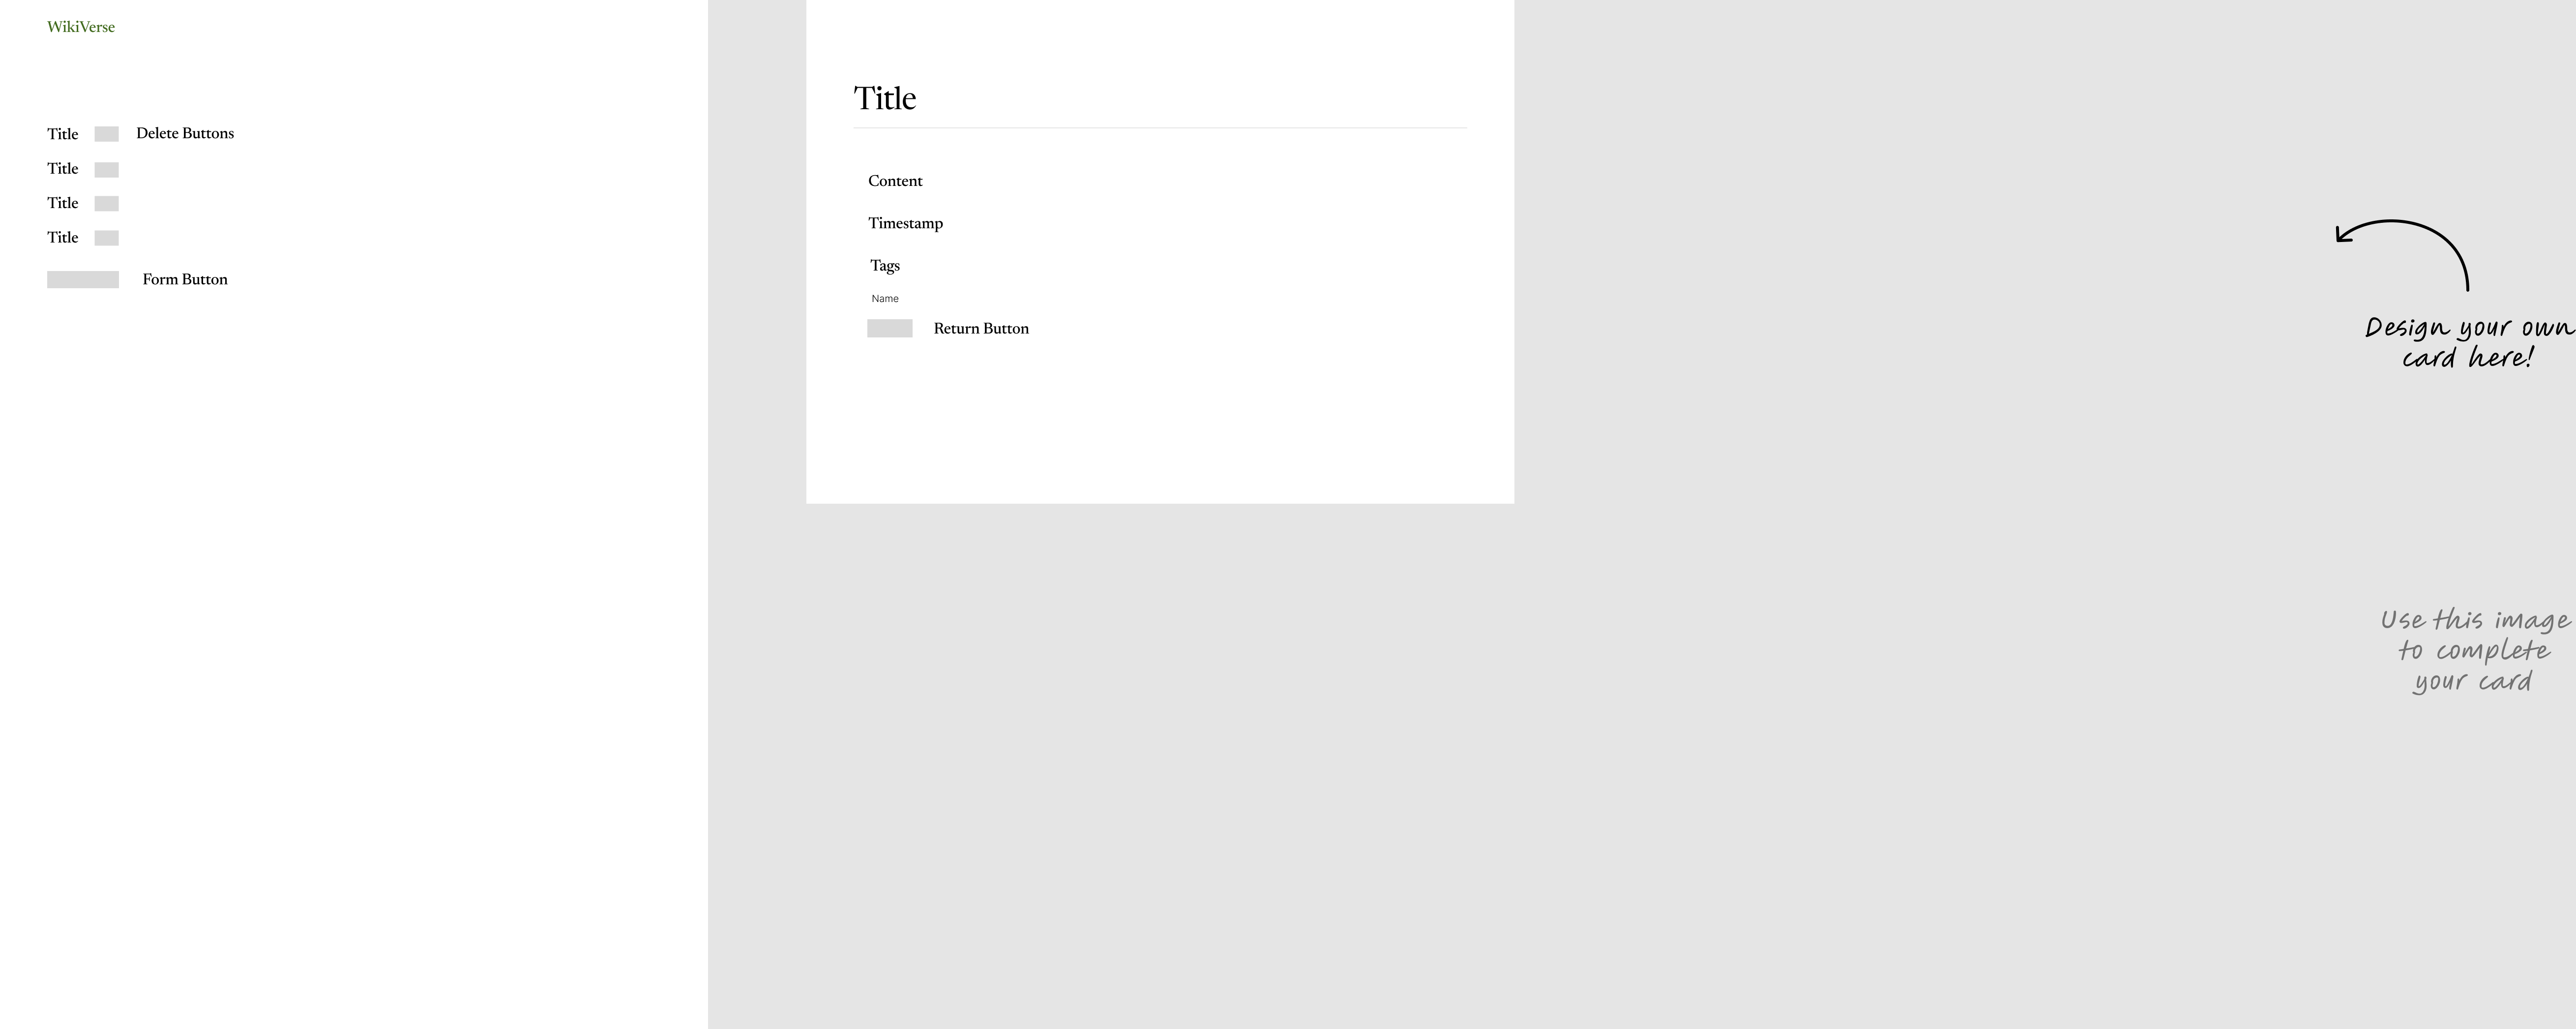 WikiVerse
Title
Delete Buttons
Title
Title
Title
Form Button
Title
Content
Timestamp
Tags
Name
Return Button
Design your own
card here!
Use this image
to complete
your card